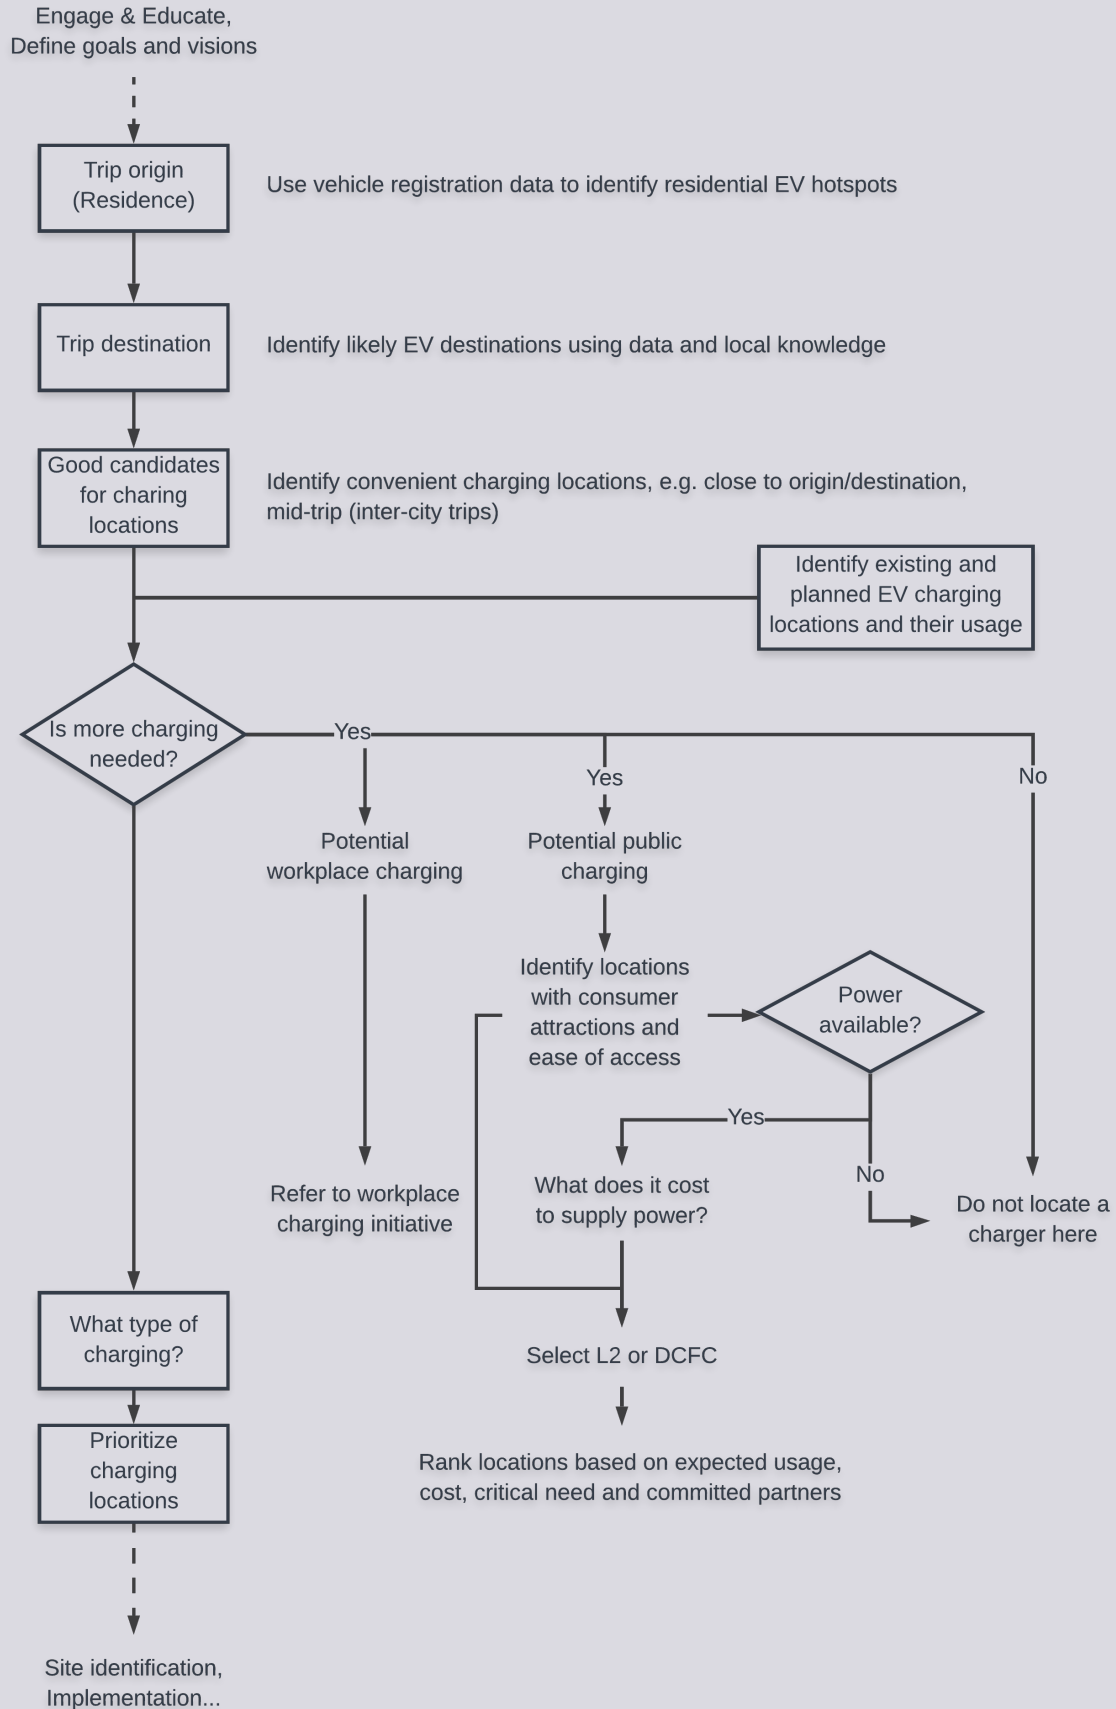 Engage & Educate,
Define goals and visions
Trip origin
(Residence)
Use vehicle registration data to identify residential EV hotspots
Trip destination
Identify likely EV destinations using data and local knowledge
Good candidates
for charing
locations
Identify convenient charging locations, e.g. close to origin/destination,
mid-trip (inter-city trips)
Identify existing and
planned EV charging
locations and their usage
Is more charging
needed?
Yes
Yes
No
Potential
workplace charging
Potential public
charging
Identify locations
with consumer
attractions and
ease of access
Power
available?
Yes
No
Refer to workplace
charging initiative
What does it cost
to supply power?
Do not locate a
charger here
What type of
charging?
Select L2 or DCFC
Prioritize
charging
locations
Rank locations based on expected usage,
cost, critical need and committed partners
Site identification,
Implementation...